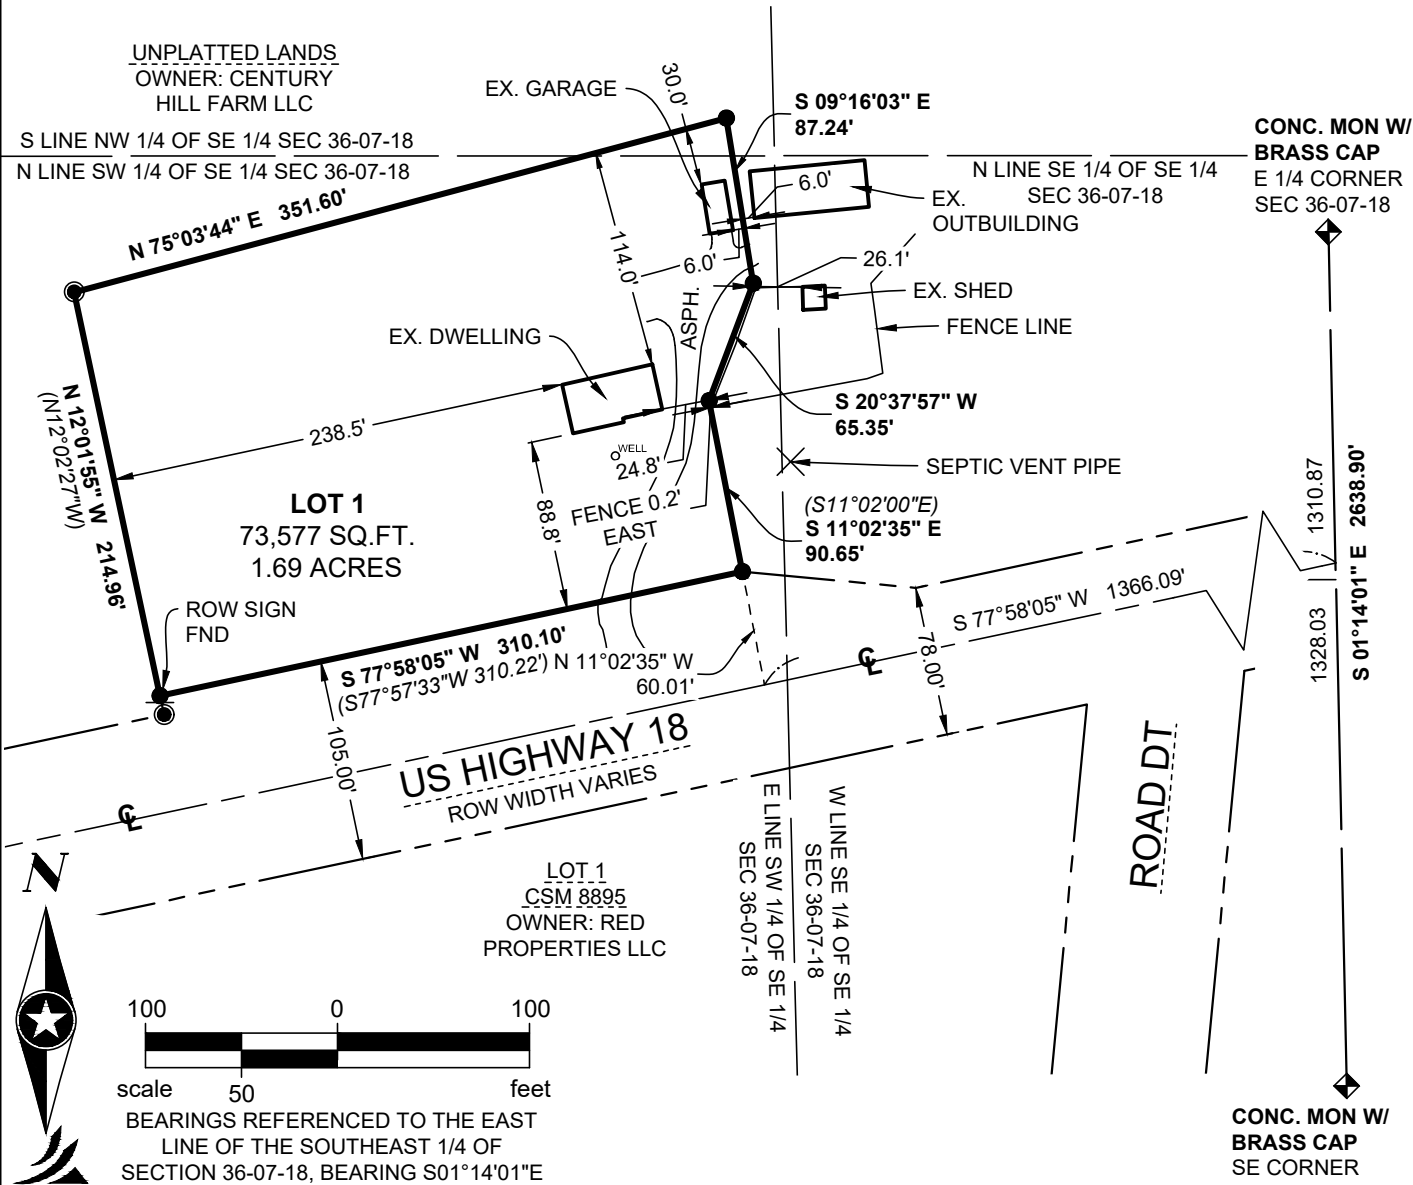 UNPLATTED LANDS
OWNER: CENTURY
HILL FARM LLC
S LINE NW 1/4 OF SE 1/4 SEC 36-07-18
N LINE SW 1/4 OF SE 1/4 SEC 36-07-18
EX. GARAGE
30.0'
S 09°16'03" E
87.24'
CONC. MON W/
BRASS CAP
E 1/4 CORNER
SEC 36-07-18
N LINE SE 1/4 OF SE 1/4
SEC 36-07-18
6.0'
EX.
OUTBUILDING
N 75°03'44" E 351.60'
114.0'
6.0'
26.1'
ASPH.
EX. SHED
FENCE LINE
EX. DWELLING
N 12°01'55" W 214.96'
(N12°02'27"W)
238.5'
S 20°37'57" W
65.35'
WELL
24.8'
SEPTIC VENT PIPE
LOT 1
73,577 SQ.FT.
1.69 ACRES
88.8'
FENCE 0.2'
EAST
(S11°02'00"E)
S 11°02'35" E
90.65'
1310.87
1328.03
S 01°14'01" E 2638.90'
ROW SIGN
FND
S 77°58'05" W 310.10'
(S77°57'33"W 310.22')
N 11°02'35" W
60.01'
S 77°58'05" W 1366.09'
78.00'
CL
105.00'
US HIGHWAY 18
ROW WIDTH VARIES
CL
ROAD DT
E LINE SW 1/4 OF SE 1/4
SEC 36-07-18
W LINE SE 1/4 OF SE 1/4
SEC 36-07-18
LOT 1
CSM 8895
OWNER: RED
PROPERTIES LLC
N
100 0 100
scale 50 feet
BEARINGS REFERENCED TO THE EAST
LINE OF THE SOUTHEAST 1/4 OF
SECTION 36-07-18, BEARING S01°14'01"E
CONC. MON W/
BRASS CAP
SE CORNER